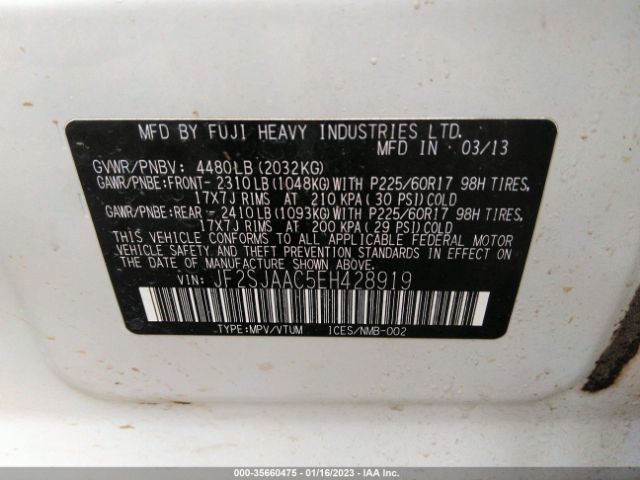 MFD BY FUJI HEAVY INDUSTRIES LTD.
MFD IN 03/13
GVWR/PNBV: 4480LB (2032KG)
GAWR/PNBE:FRONT- 2310LB (1048KG) WITH P225/60R17 98H TIRES,
17X7J RIMS AT 210 KPA (30 PSI) COLD
GAWR/PNBE:REAR - 2410LB (1093KG) WITH P225/60R17 98H TIRES,
17X7J RIMS AT 200 KPA (29 PSI) COLD
THIS VEHICLE CONFORMS TO ALL APPLICABLE FEDERAL MOTOR
VEHICLE SAFETY, BUMPER, AND THEFT PREVENTION STANDARDS IN EFFECT ON
THE DATE OF MANUFACTURE SHOWN ABOVE.
VIN: JF2SJAAC5EH428919
TYPE:MPV/VTUM ICES/NMB-002
000-35660475 - 01/16/2023 - IAA Inc.